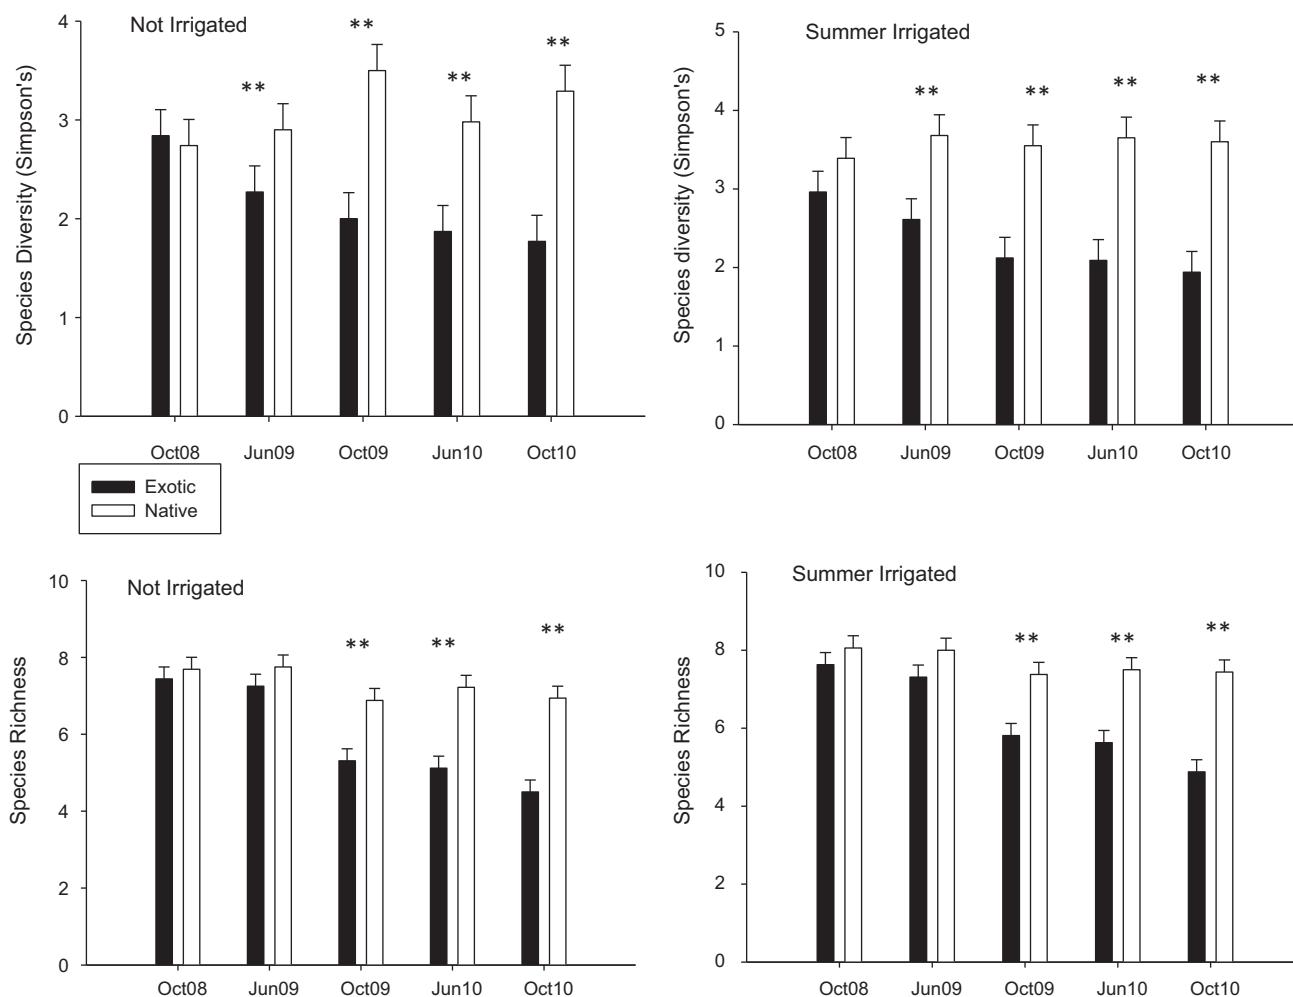 Not Irrigated
Species Diversity (Simpson's)
4
3
2
1
0
** ** ** **
Oct08 Jun09 Oct09 Jun10 Oct10
Summer Irrigated
Species diversity (Simpson's)
5
4
3
2
1
0
** ** ** **
Oct08 Jun09 Oct09 Jun10 Oct10
Exotic
Native
Not Irrigated
Species Richness
10
8
6
4
2
0
** ** **
Oct08 Jun09 Oct09 Jun10 Oct10
Summer Irrigated
Species Richness
10
8
6
4
2
0
** ** **
Oct08 Jun09 Oct09 Jun10 Oct10